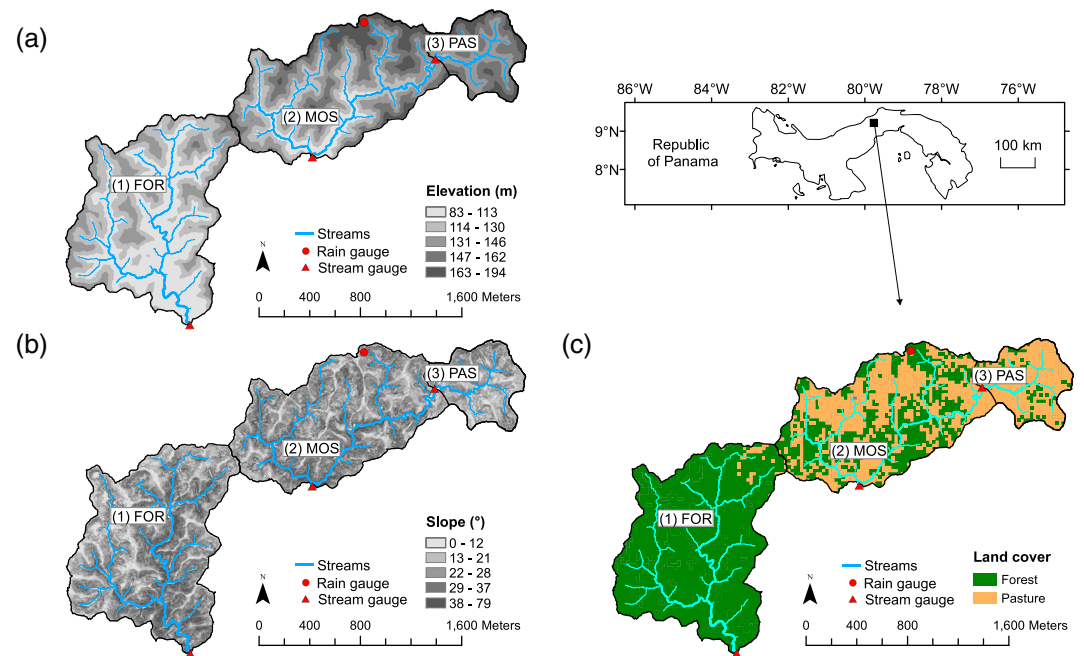 (a)
(3) PAS
(2) MOS
(1) FOR
Elevation (m)
83 - 113
114 - 130
131 - 146
147 - 162
163 - 194
Streams
Rain gauge
Stream gauge
N
0 400 800 1,600 Meters
86°W 84°W 82°W 80°W 78°W 76°W
9°N
8°N
Republic
of Panama
100 km
(b)
(3) PAS
(2) MOS
(1) FOR
Slope (°)
0 - 12
13 - 21
22 - 28
29 - 37
38 - 79
Streams
Rain gauge
Stream gauge
N
0 400 800 1,600 Meters
(c)
(3) PAS
(2) MOS
(1) FOR
Land cover
Forest
Pasture
Streams
Rain gauge
Stream gauge
N
0 400 800 1,600 Meters